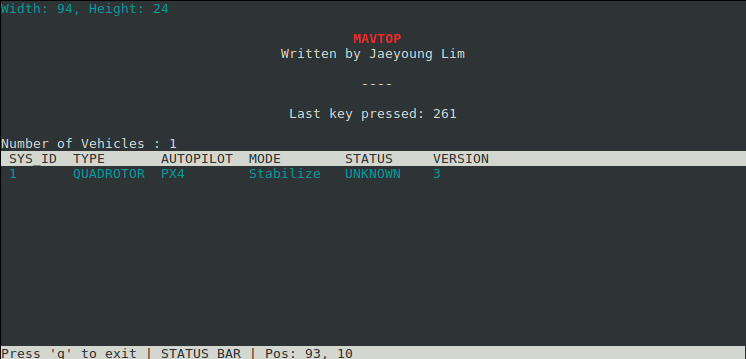 Width: 94, Height: 24
MAVTOP
Written by Jaeyoung Lim
----
Last key pressed: 261
Number of Vehicles : 1
SYS_ID TYPE AUTOPILOT MODE STATUS VERSION
1 QUADROTOR PX4 Stabilize UNKNOWN 3
Press 'q' to exit | STATUS BAR | Pos: 93, 10